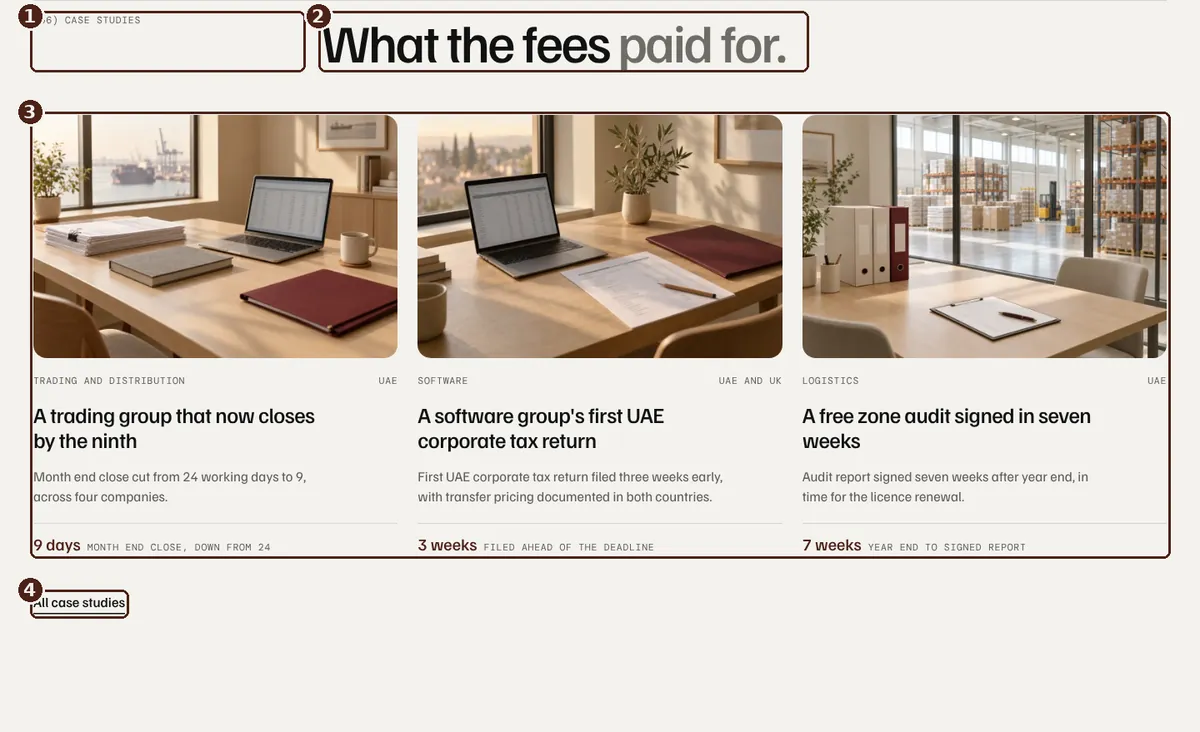 1
6) CASE STUDIES
2
What the fees paid for.
3
TRADING AND DISTRIBUTION
UAE
A trading group that now closes
by the ninth
Month end close cut from 24 working days to 9,
across four companies.
9 days MONTH END CLOSE, DOWN FROM 24
SOFTWARE
UAE AND UK
A software group's first UAE
corporate tax return
First UAE corporate tax return filed three weeks early,
with transfer pricing documented in both countries.
3 weeks FILED AHEAD OF THE DEADLINE
LOGISTICS
UAE
A free zone audit signed in seven
weeks
Audit report signed seven weeks after year end, in
time for the licence renewal.
7 weeks YEAR END TO SIGNED REPORT
4
All case studies